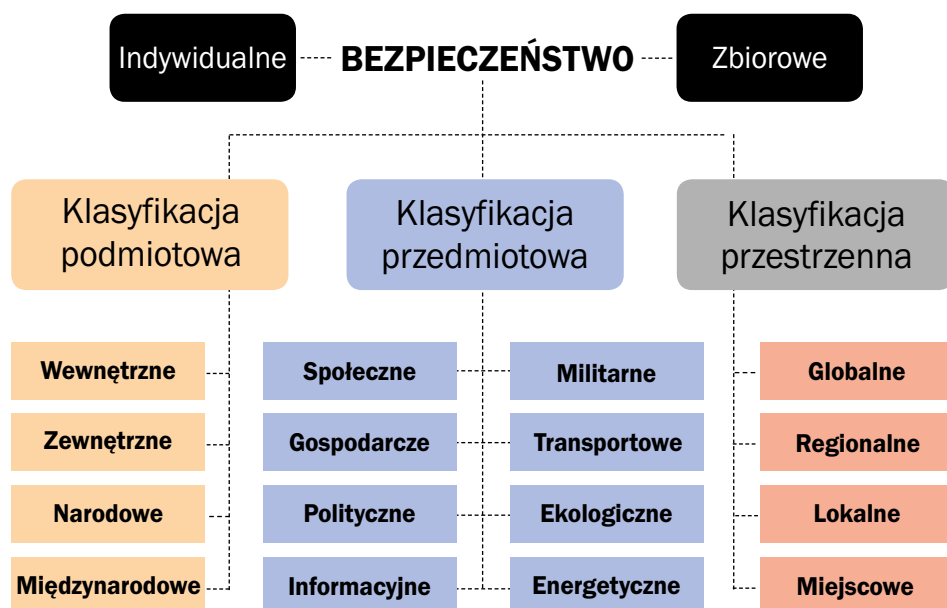 Indywidualne
BEZPIECZEŃSTWO
Zbiorowe
Klasyfikacja
podmiotowa
Klasyfikacja
przedmiotowa
Klasyfikacja
przestrzenna
Wewnętrzne
Społeczne
Militarne
Globalne
Zewnętrzne
Gospodarcze
Transportowe
Regionalne
Narodowe
Polityczne
Ekologiczne
Lokalne
Międzynarodowe
Informacyjne
Energetyczne
Miejscowe